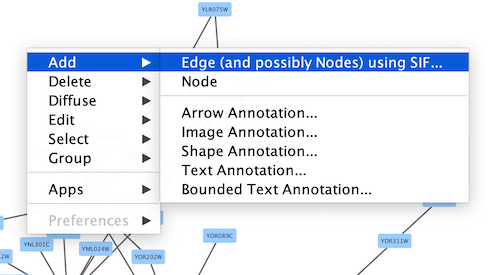 YLR075W
Add
Edge (and possibly Nodes) using SIF...
Delete
Node
Diffuse
Arrow Annotation...
Edit
Image Annotation...
Select
Shape Annotation...
Group
Text Annotation...
Apps
Bounded Text Annotation...
Preferences
YNL301C
YML024W
YOR202W
YOR089C
YDR311W